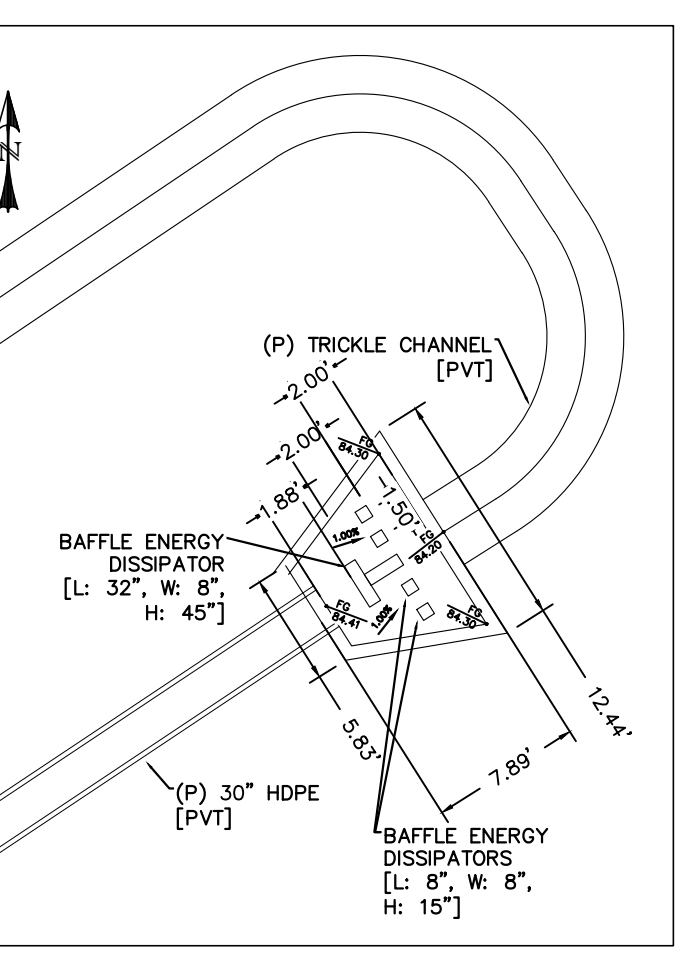 N
(P) TRICKLE CHANNEL
[PVT]
2.00'
2.00'
1.88'
FG
84.30
1.50'
1.00%
FG
84.20
BAFFLE ENERGY
DISSIPATOR
[L: 32", W: 8",
H: 45"]
FG
84.41
1.00%
FG
84.30
5.83'
12.44'
7.89'
(P) 30" HDPE
[PVT]
BAFFLE ENERGY
DISSIPATORS
[L: 8", W: 8",
H: 15"]